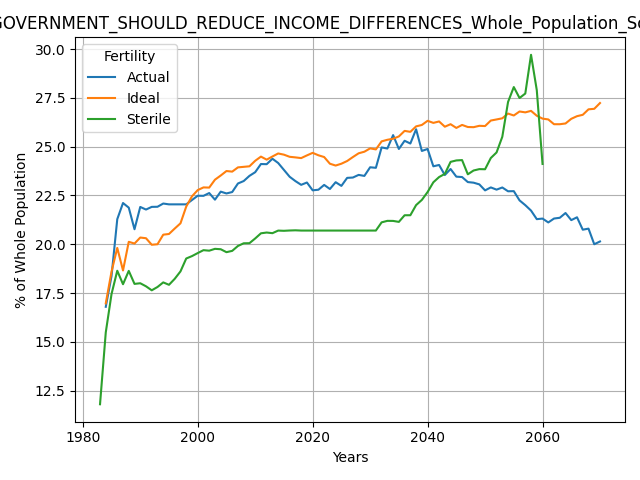 GOVERNMENT_SHOULD_REDUCE_INCOME_DIFFERENCES_Whole_Population_S
Fertility
Actual
Ideal
Sterile
30.0
27.5
25.0
22.5
20.0
17.5
15.0
12.5
% of Whole Population
1980
2000
2020
2040
2060
Years